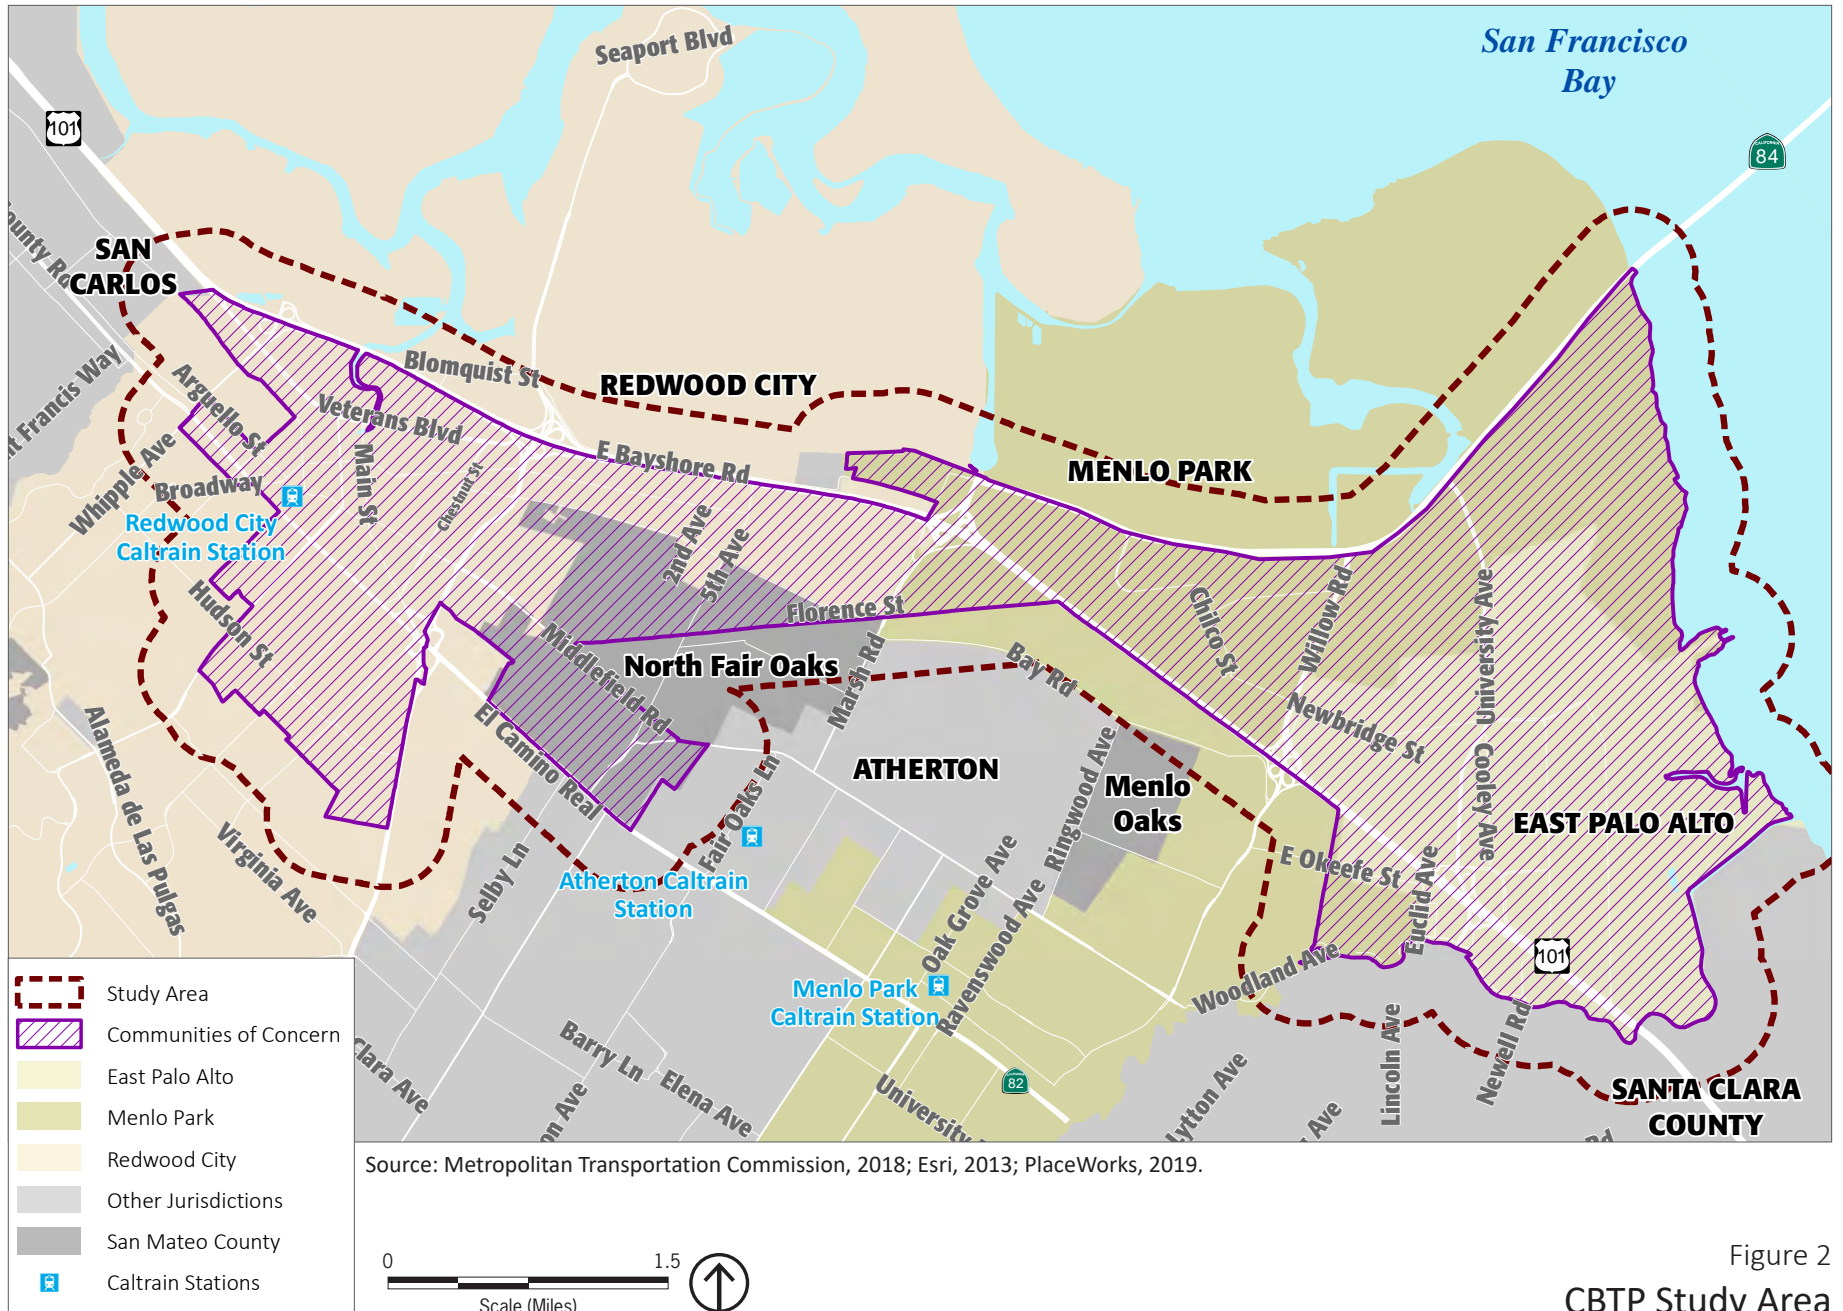 San Francisco
Bay
Seaport Blvd
101
CALIFORNIA
84
SAN
CARLOS
ounty Rd
nt Francis Way
Arguello St
Whipple Ave
Broadway
Veterans Blvd
Main St
Chestnut St
Blomquist St
REDWOOD CITY
E Bayshore Rd
MENLO PARK
Redwood City
Caltrain Station
2nd Ave
5th Ave
Florence St
Hudson St
Middlefield Rd
North Fair Oaks
Marsh Rd
Bay Rd
Chilco St
Willow Rd
University Ave
Newbridge St
Cooley Ave
El Camino Real
Alameda de Las Pulgas
Virginia Ave
Selby Ln
Fair Oaks Ln
ATHERTON
Ringwood Ave
Menlo
Oaks
EAST PALO ALTO
E Okeefe St
Euclid Ave
Atherton Caltrain
Station
Oak Grove Ave
Ravenswood Ave
Woodland Ave
101
Menlo Park
Caltrain Station
Barry Ln
Elena Ave
Clara Ave
on Ave
University
CALIFORNIA
82
Lytton Ave
Ave
Lincoln Ave
Newell Rd
Rd
SANTA CLARA
COUNTY
Study Area
Communities of Concern
East Palo Alto
Menlo Park
Redwood City
Other Jurisdictions
San Mateo County
Caltrain Stations
Source: Metropolitan Transportation Commission, 2018; Esri, 2013; PlaceWorks, 2019.
0 1.5
Scale (Miles)
Figure 2
CBTP Study Area